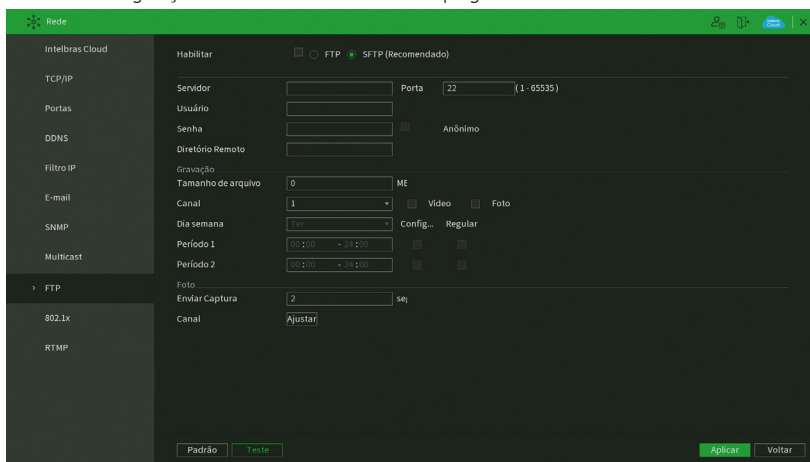 Rede
Cloud
Intelbras Cloud
TCP/IP
Portas
DDNS
Filtro IP
E-mail
SNMP
Multicast
> FTP
802.1x
RTMP
Habilitar FTP SFTP (Recomendado)
Servidor Porta 22 (1-65535)
Usuário
Senha Anônimo
Diretório Remoto
Gravação
Tamanho de arquivo 0
Canal 1 Vídeo Foto
Dia semana Ter Config... Regular
Período 1 00:00 - 24:00
Período 2 00:00 - 24:00
Foto
Enviar Captura 2
Canal Ajustar
Padrão Teste Aplicar Voltar